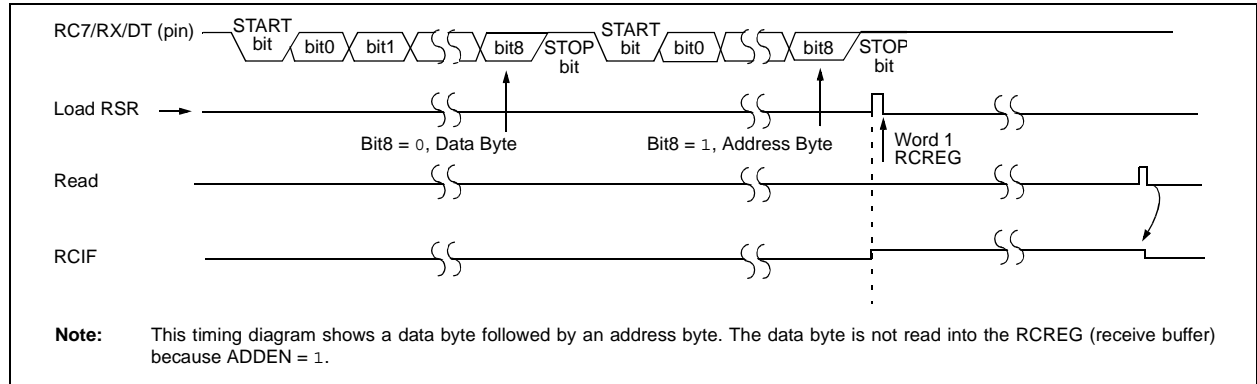 RC7/RX/DT (pin)
START
bit
bit0
bit1
bit8
STOP
bit
START
bit
bit0
bit8
STOP
bit
Load RSR
Bit8 = 0, Data Byte
Bit8 = 1, Address Byte
Word 1
RCREG
Read
RCIF
Note: This timing diagram shows a data byte followed by an address byte. The data byte is not read into the RCREG (receive buffer)
because ADDEN = 1.